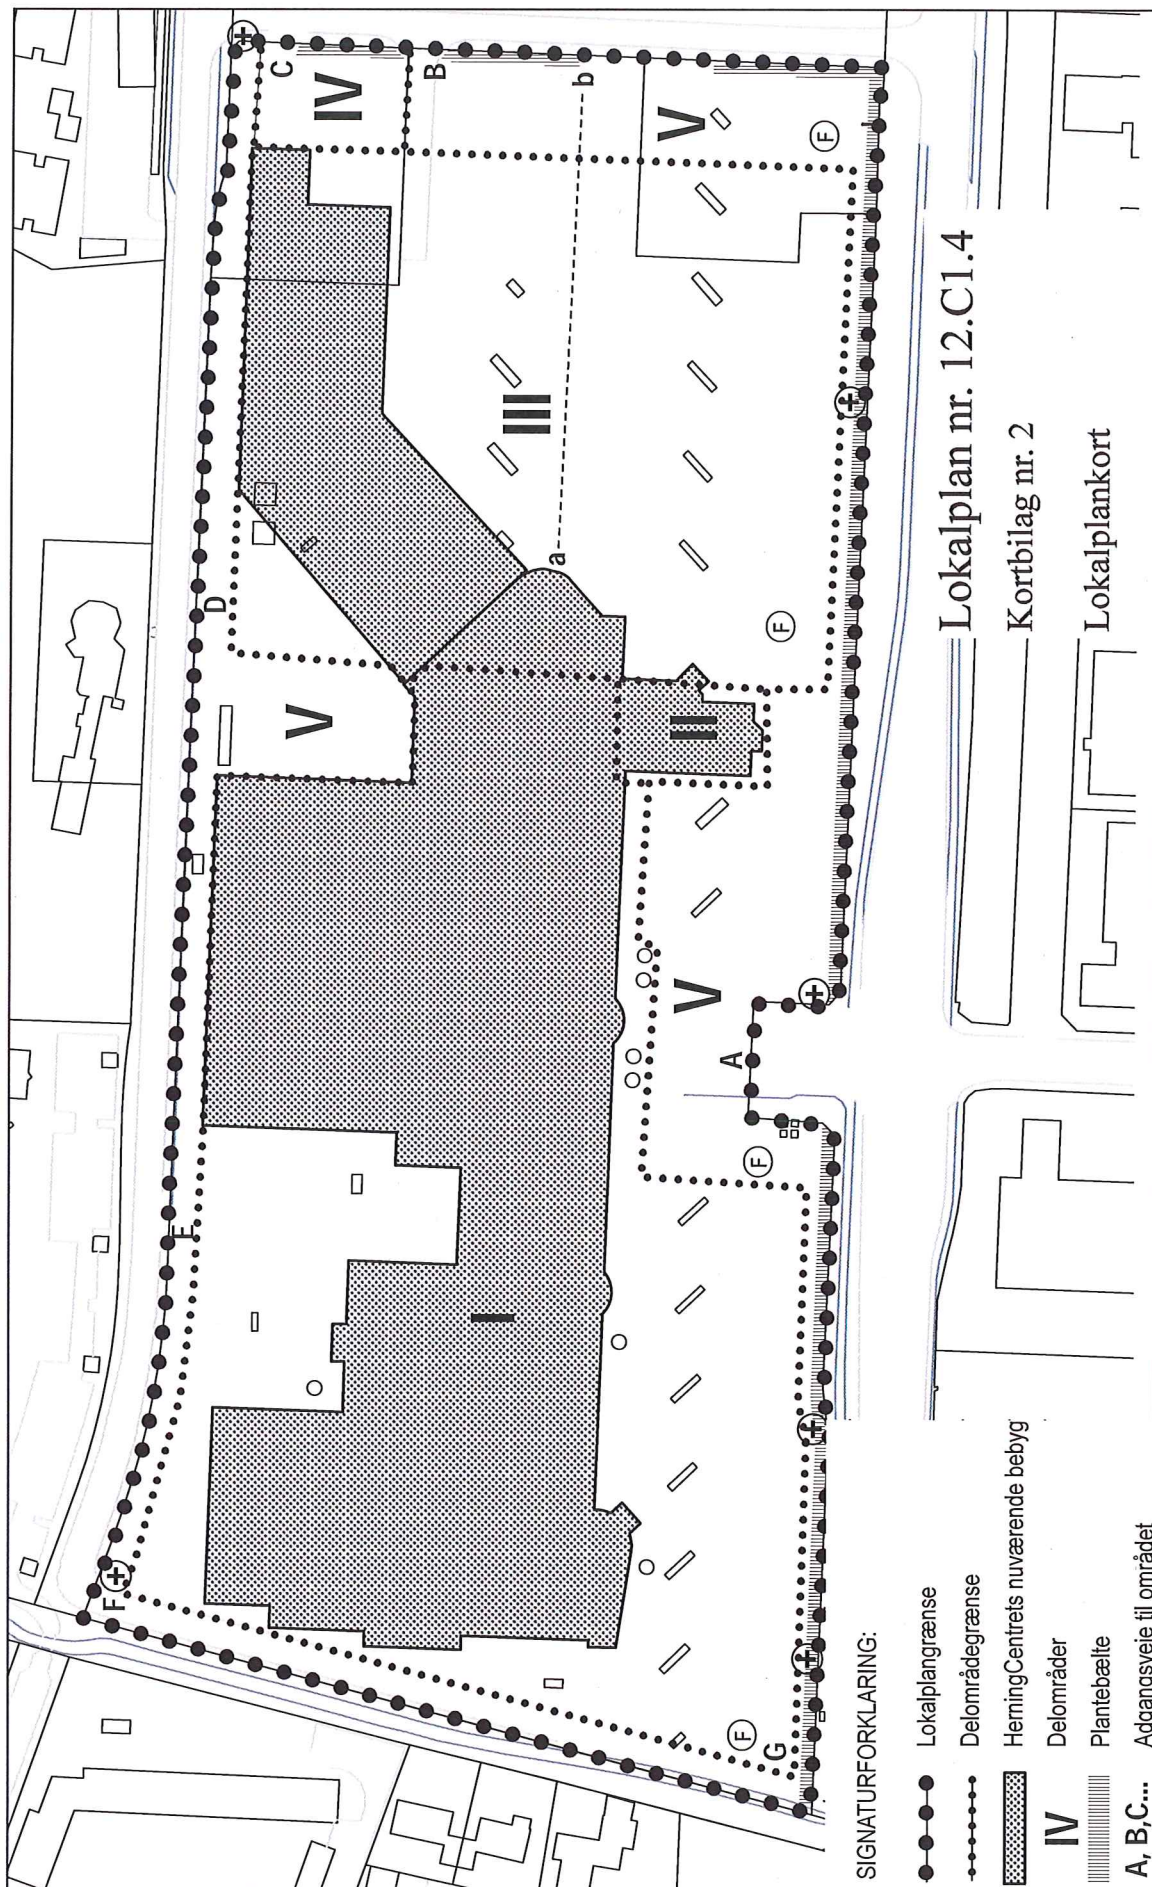 C
B
IV
b
V
F
III
D
a
F
V
II
V
A
F
E
I
F
F
G
Lokalplan nr. 12.C1.4
Kortbilag nr. 2
Lokalplankort
SIGNATURFORKLARING:
Lokalplangrænse
Delområdegrænse
HerningCentrets nuværende bebyg
IV Delområder
Plantebælte
A, B,C... Adgangsveje til området